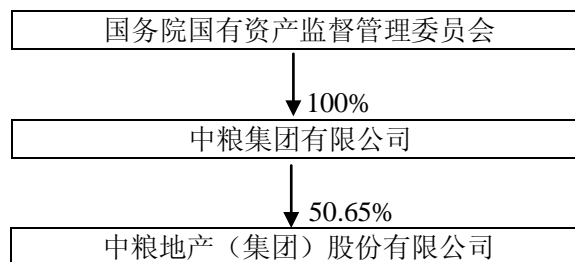 国务院国有资产监督管理委员会
100%
中粮集团有限公司
50.65%
中粮地产（集团）股份有限公司